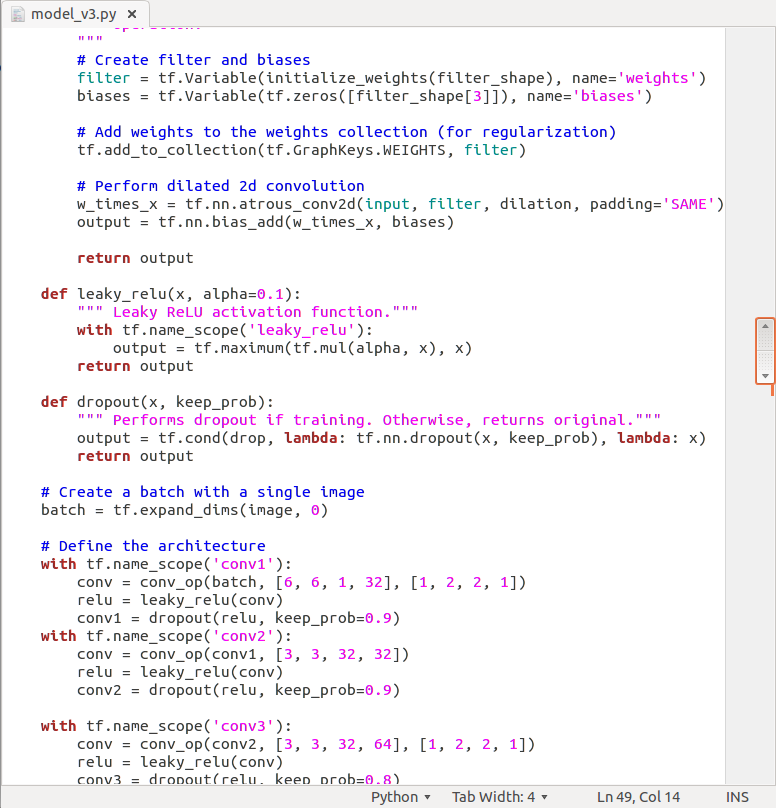 model_v3.py ×
"""
# Create filter and biases
filter = tf.Variable(initialize_weights(filter_shape), name='weights')
biases = tf.Variable(tf.zeros([filter_shape[3]]), name='biases')
# Add weights to the weights collection (for regularization)
tf.add_to_collection(tf.GraphKeys.WEIGHTS, filter)
# Perform dilated 2d convolution
w_times_x = tf.nn.atrous_conv2d(input, filter, dilation, padding='SAME')
output = tf.nn.bias_add(w_times_x, biases)
return output
def leaky_relu(x, alpha=0.1):
""" Leaky ReLU activation function."""
with tf.name_scope('leaky_relu'):
output = tf.maximum(tf.mul(alpha, x), x)
return output
def dropout(x, keep_prob):
""" Performs dropout if training. Otherwise, returns original."""
output = tf.cond(drop, lambda: tf.nn.dropout(x, keep_prob), lambda: x)
return output
# Create a batch with a single image
batch = tf.expand_dims(image, 0)
# Define the architecture
with tf.name_scope('conv1'):
conv = conv_op(batch, [6, 6, 1, 32], [1, 2, 2, 1])
relu = leaky_relu(conv)
conv1 = dropout(relu, keep_prob=0.9)
with tf.name_scope('conv2'):
conv = conv_op(conv1, [3, 3, 32, 32])
relu = leaky_relu(conv)
conv2 = dropout(relu, keep_prob=0.9)
with tf.name_scope('conv3'):
conv = conv_op(conv2, [3, 3, 32, 64], [1, 2, 2, 1])
relu = leaky_relu(conv)
conv3 = dropout(relu, keep_prob=0.8)
Python Tab Width: 4 Ln 49, Col 14 INS